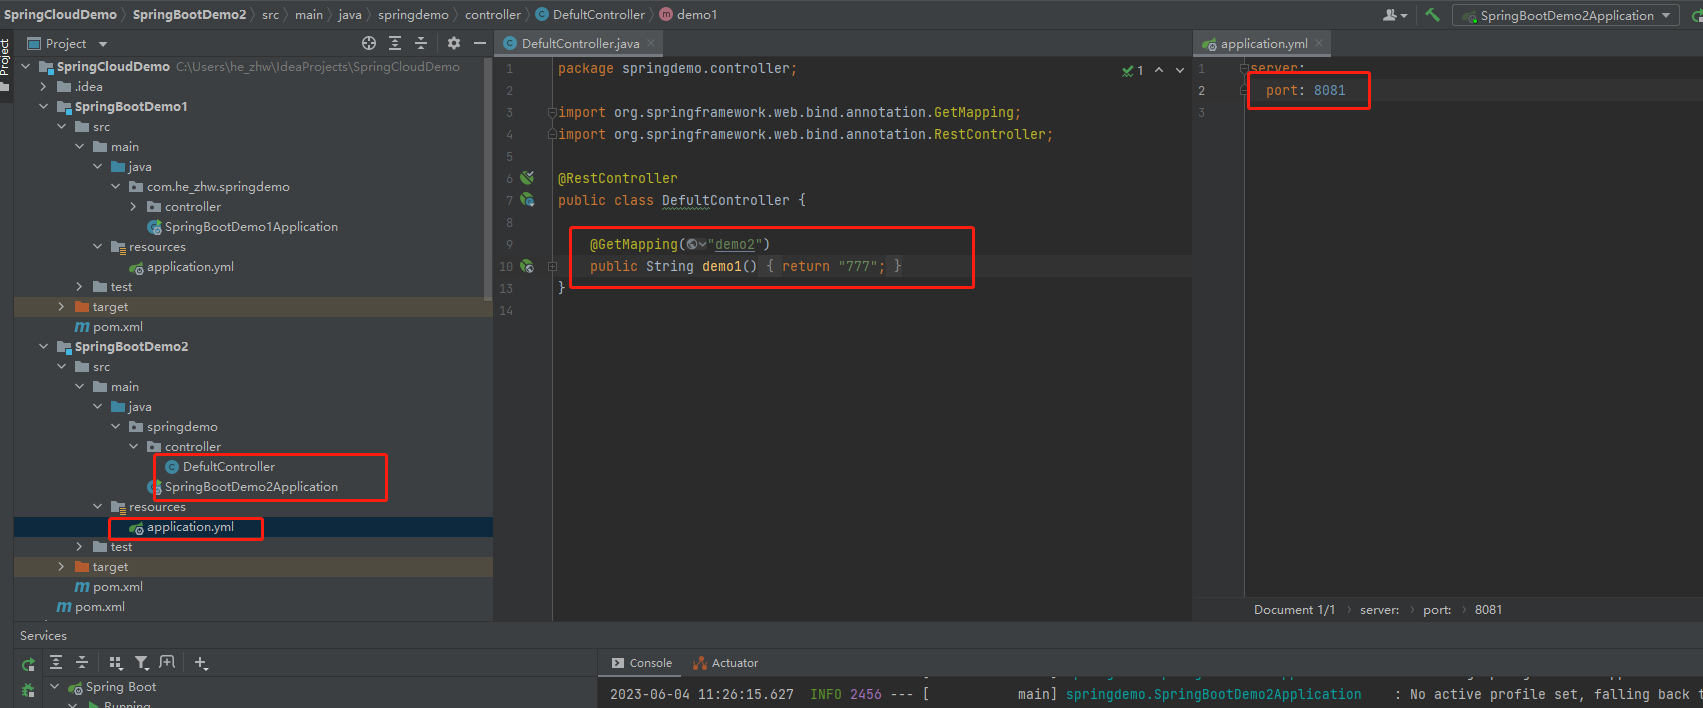 SpringCloudDemo SpringBootDemo2 src main java springdemo controller DefultController demo1
SpringBootDemo2Application
Project
Project
SpringCloudDemo C:\Users\he_zhw\IdeaProjects\SpringCloudDemo
.idea
SpringBootDemo1
src
main
java
com.he_zhw.springdemo
controller
SpringBootDemo1Application
resources
application.yml
test
target
pom.xml
SpringBootDemo2
src
main
java
springdemo
controller
DefultController
SpringBootDemo2Application
resources
application.yml
test
target
pom.xml
pom.xml
DefultController.java
1 package springdemo.controller;
2
3 import org.springframework.web.bind.annotation.GetMapping;
4 import org.springframework.web.bind.annotation.RestController;
5
6 @RestController
7 public class DefultController {
8
9 @GetMapping("demo2")
10 public String demo1() { return "777"; }
13 }
14
1
application.yml
1 server:
2 port: 8081
3
Document 1/1 server: port: 8081
Services
Spring Boot
Running
Console Actuator
2023-06-04 11:26:15.627 INFO 2456 --- [ main] springdemo.SpringBootDemo2Application : No active profile set, falling back